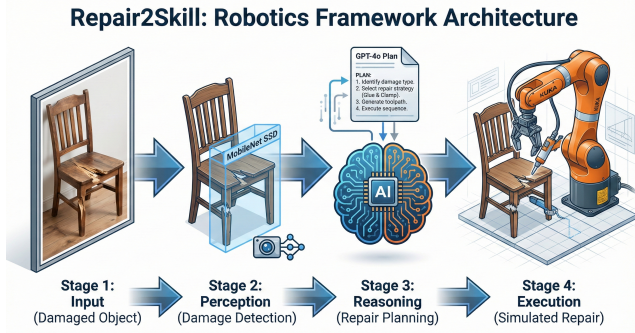 Repair2Skill: Robotics Framework Architecture
GPT-4o Plan
PLAN:
1. Identify damage type.
2. Select repair strategy
(Glue & Clamp).
3. Generate toolpath.
4. Execute sequence.
MobileNet SSD
AI
KUKA
KUKA
Stage 1:
Input
(Damaged Object)
Stage 2:
Perception
(Damage Detection)
Stage 3:
Reasoning
(Repair Planning)
Stage 4:
Execution
(Simulated Repair)